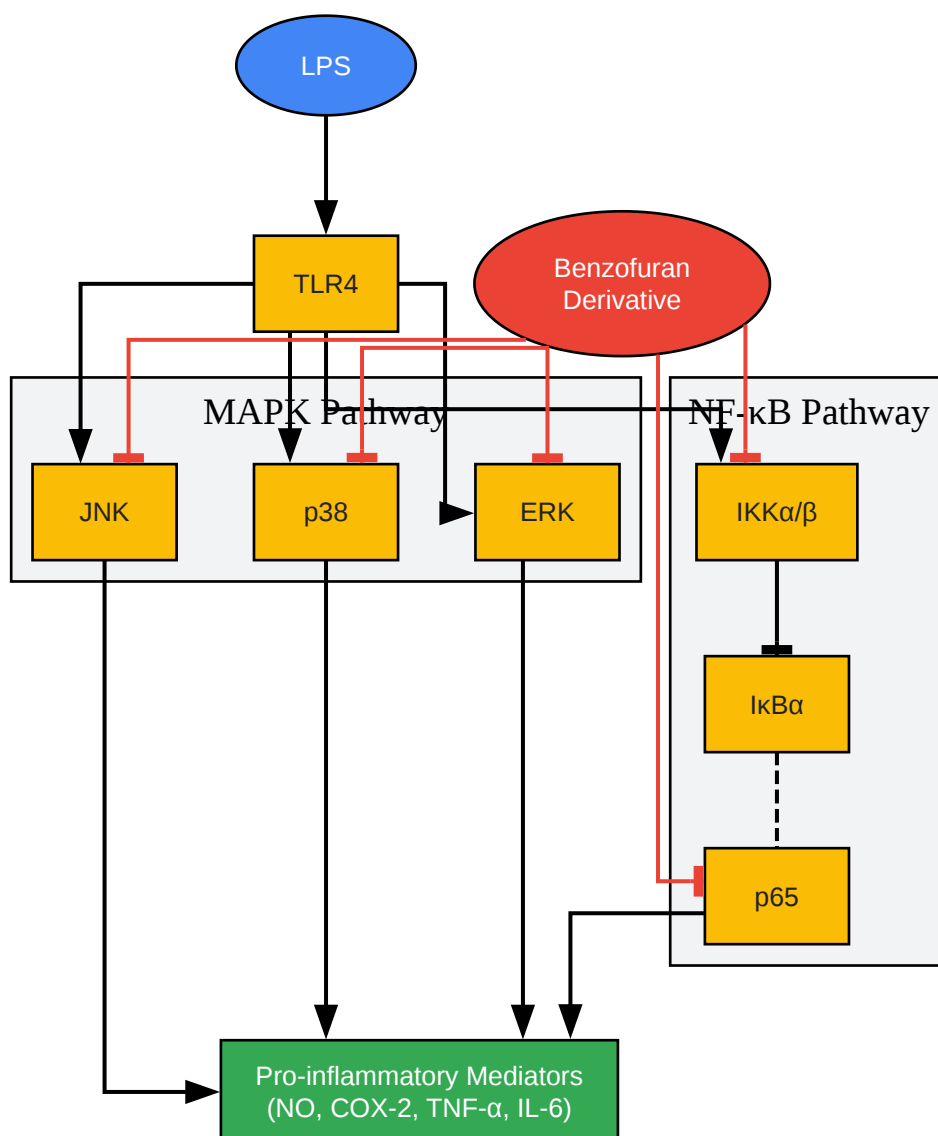 LPS
TLR4
Benzofuran
Derivative
MAPK Pathway
NF-κB Pathway
JNK
p38
ERK
IKKα/β
IκBα
p65
Pro-inflammatory Mediators
(NO, COX-2, TNF-α, IL-6)